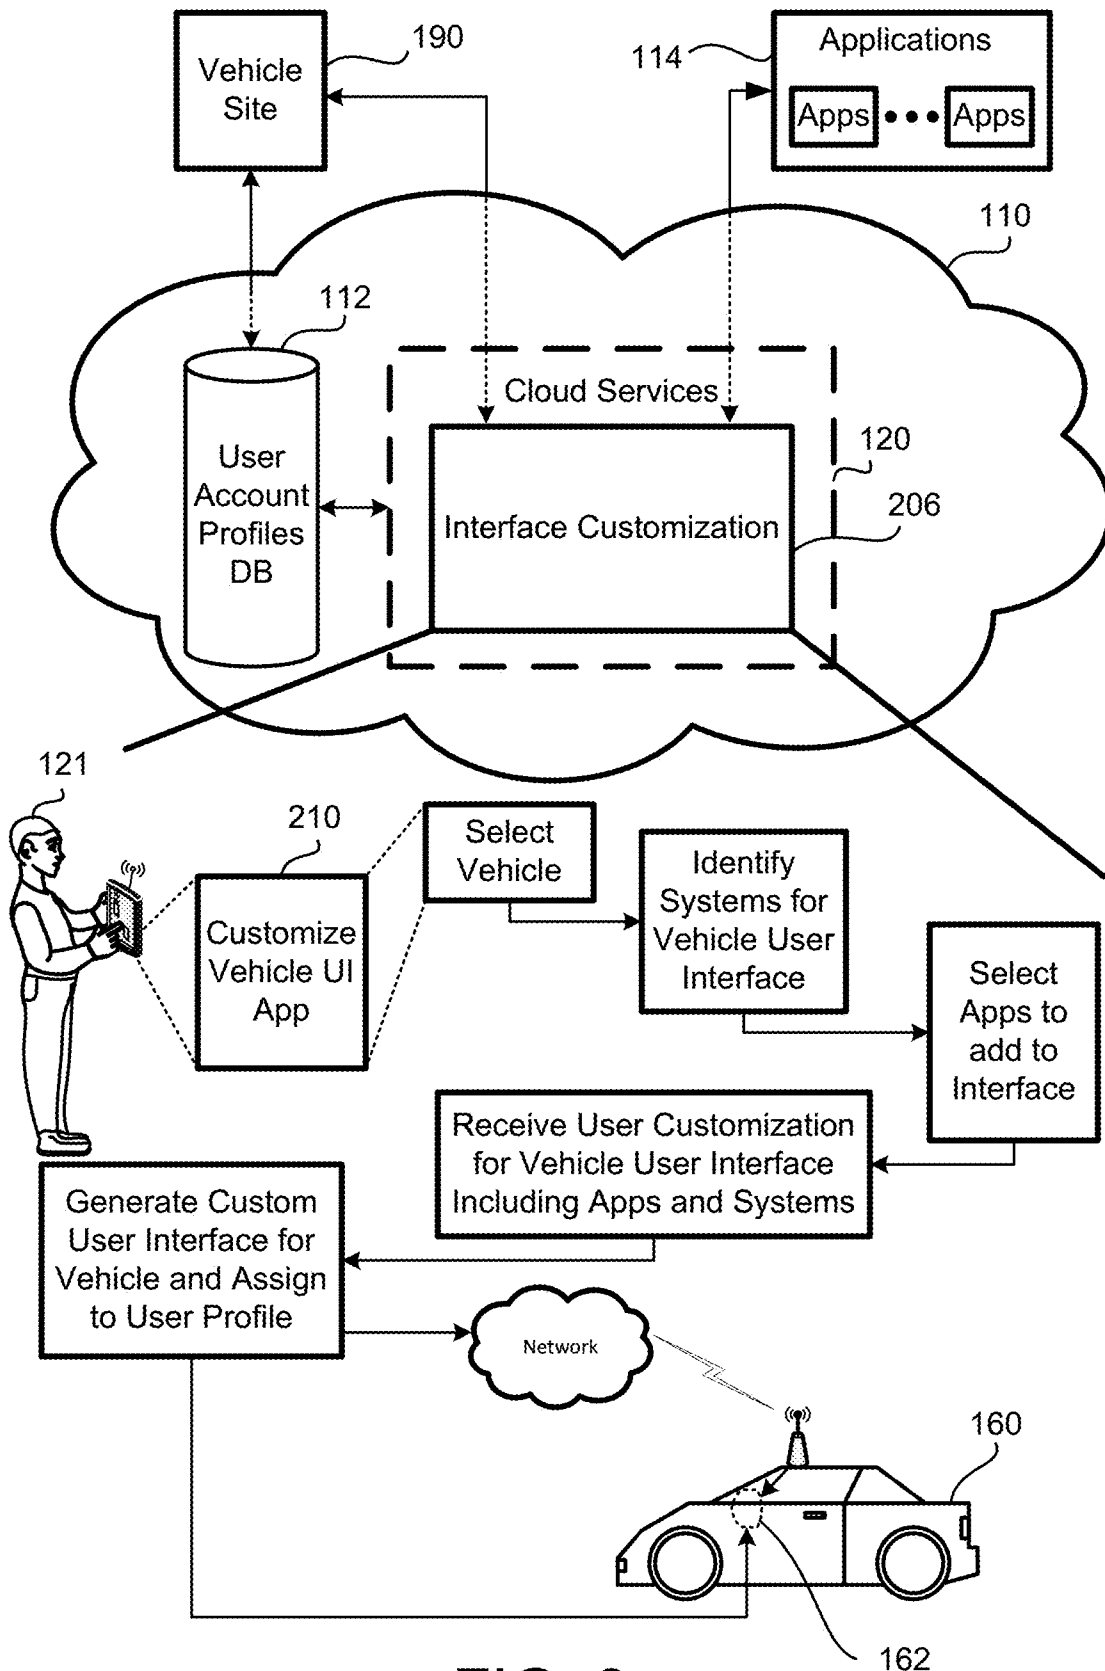 190
Vehicle
Site
114
Applications
Apps ••• Apps
110
112
Cloud Services
User
Account
Profiles
DB
120
206
Interface Customization
121
210
Select
Vehicle
Customize
Vehicle UI
App
Identify
Systems for
Vehicle User
Interface
Select
Apps to
add to
Interface
Receive User Customization
for Vehicle User Interface
Including Apps and Systems
Generate Custom
User Interface for
Vehicle and Assign
to User Profile
Network
160
162